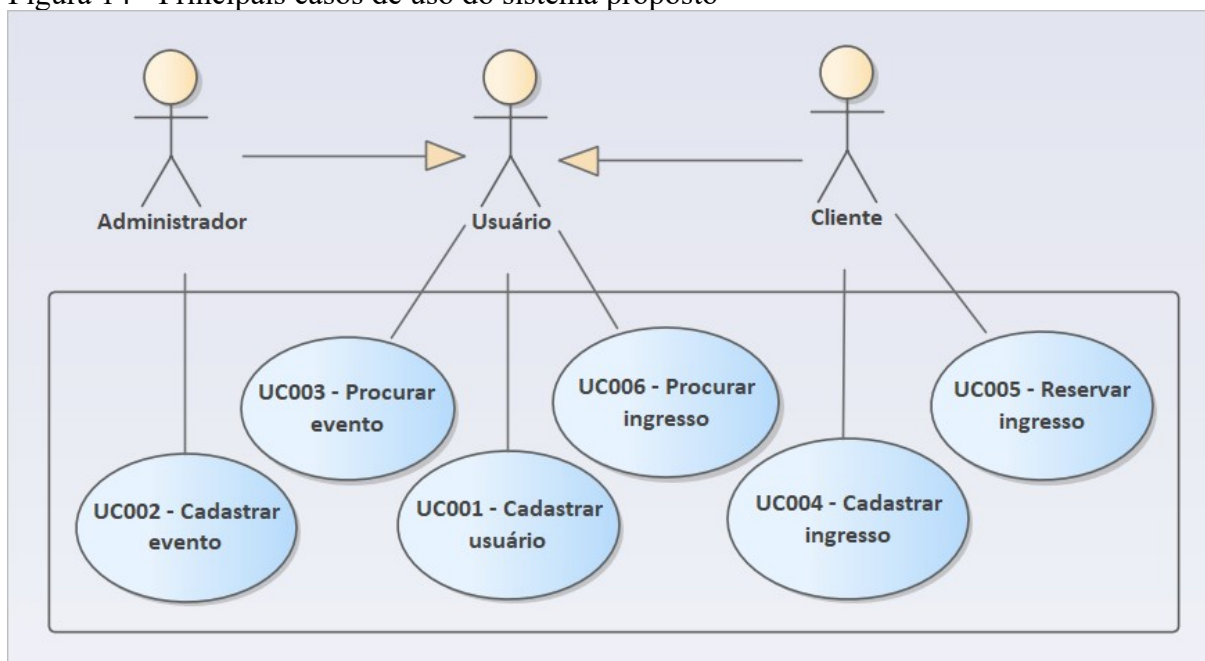 Figura 14 - Principais casos de uso do sistema proposto
Administrador
Usuário
Cliente
UC003 - Procurar
evento
UC006 - Procurar
ingresso
UC005 - Reservar
ingresso
UC002 - Cadastrar
evento
UC001 - Cadastrar
usuário
UC004 - Cadastrar
ingresso